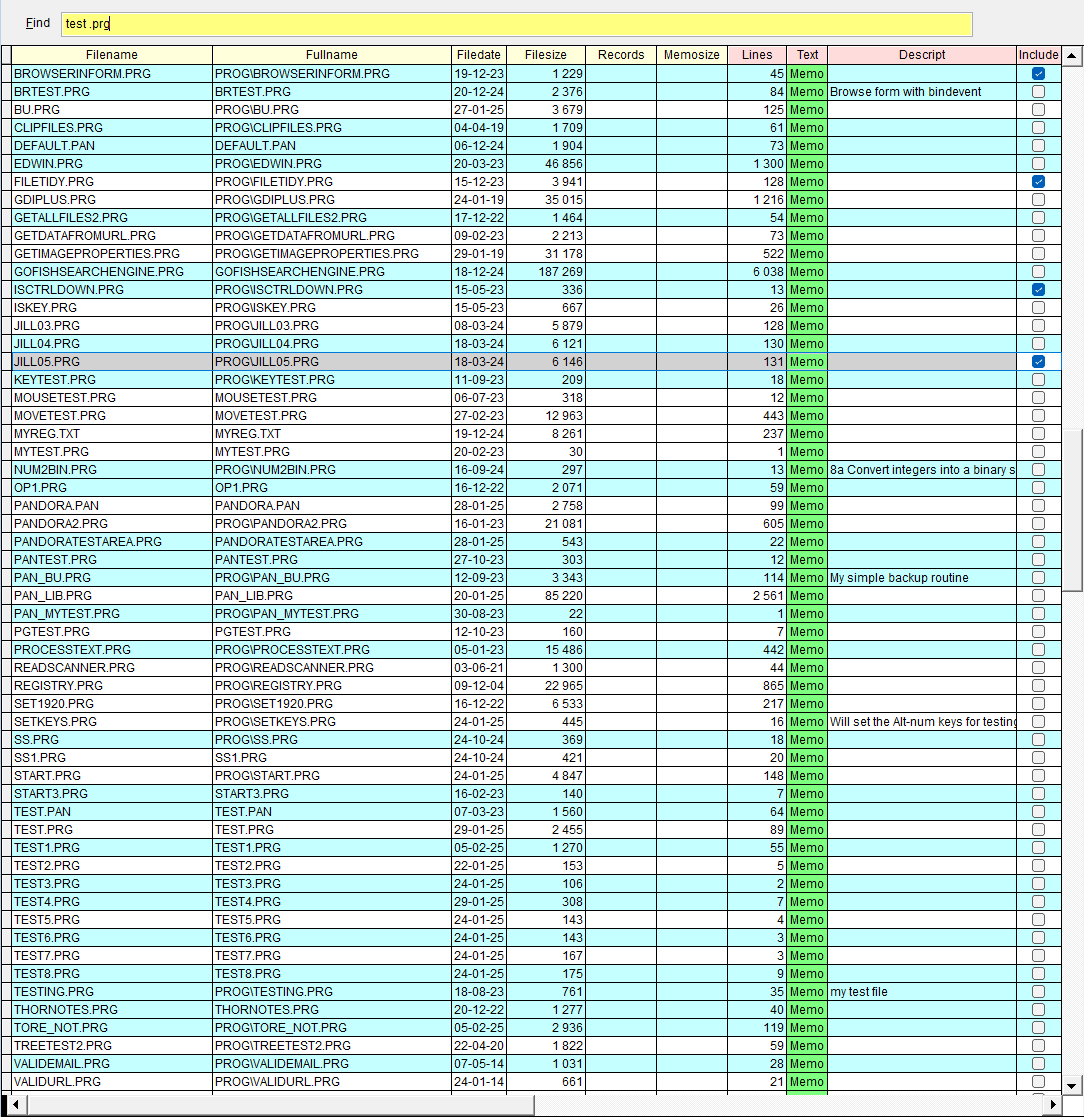 Find test .prg
Filename Fullname Filedate Filesize Records Memosize Lines Text Descript Include
BROWSERINFORM.PRG PROG\BROWSERINFORM.PRG 19-12-23 1 229 45 Memo
BRTEST.PRG BRTEST.PRG 20-12-24 2 376 84 Memo Browse form with bindevent
BU.PRG PROG\BU.PRG 27-01-25 3 679 125 Memo
CLIPFILES.PRG PROG\CLIPFILES.PRG 04-04-19 1 709 61 Memo
DEFAULT.PAN DEFAULT.PAN 06-12-24 1 904 73 Memo
EDWIN.PRG PROG\EDWIN.PRG 20-03-23 46 856 1 300 Memo
FILETIDY.PRG PROG\FILETIDY.PRG 15-12-23 3 941 128 Memo
GDIPLUS.PRG PROG\GDIPLUS.PRG 24-01-19 35 015 1 216 Memo
GETALLFILES2.PRG PROG\GETALLFILES2.PRG 17-12-22 1 464 54 Memo
GETDATAFROMURL.PRG PROG\GETDATAFROMURL.PRG 09-02-23 2 213 73 Memo
GETIMAGEPROPERTIES.PRG PROG\GETIMAGEPROPERTIES.PRG 29-01-19 31 178 522 Memo
GOFISHSEARCHENGINE.PRG GOFISHSEARCHENGINE.PRG 18-12-24 187 269 6 038 Memo
ISCTRLDOWN.PRG PROG\ISCTRLDOWN.PRG 15-05-23 336 13 Memo
ISKEY.PRG PROG\ISKEY.PRG 15-05-23 667 26 Memo
JILL03.PRG PROG\JILL03.PRG 08-03-24 5 879 128 Memo
JILL04.PRG PROG\JILL04.PRG 18-03-24 6 121 130 Memo
JILL05.PRG PROG\JILL05.PRG 18-03-24 6 146 131 Memo
KEYTEST.PRG PROG\KEYTEST.PRG 11-09-23 209 18 Memo
MOUSETEST.PRG MOUSETEST.PRG 06-07-23 318 12 Memo
MOVETEST.PRG MOVETEST.PRG 27-02-23 12 963 443 Memo
MYREG.TXT MYREG.TXT 19-12-24 8 261 237 Memo
MYTEST.PRG MYTEST.PRG 20-02-23 30 1 Memo
NUM2BIN.PRG PROG\NUM2BIN.PRG 16-09-24 297 13 Memo 8a Convert integers into a binary s
OP1.PRG OP1.PRG 16-12-22 2 071 59 Memo
PANDORA.PAN PANDORA.PAN 28-01-25 2 758 99 Memo
PANDORA2.PRG PROG\PANDORA2.PRG 16-01-23 21 081 605 Memo
PANDORATESTAREA.PRG PANDORATESTAREA.PRG 28-01-25 543 22 Memo
PANTEST.PRG PANTEST.PRG 27-10-23 303 12 Memo
PAN_BU.PRG PROG\PAN_BU.PRG 12-09-23 3 343 114 Memo My simple backup routine
PAN_LIB.PRG PAN_LIB.PRG 20-01-25 85 220 2 561 Memo
PAN_MYTEST.PRG PROG\PAN_MYTEST.PRG 30-08-23 22 1 Memo
PGTEST.PRG PGTEST.PRG 12-10-23 160 7 Memo
PROCESSTEXT.PRG PROG\PROCESSTEXT.PRG 05-01-23 15 486 442 Memo
READSCANNER.PRG PROG\READSCANNER.PRG 03-06-21 1 300 44 Memo
REGISTRY.PRG PROG\REGISTRY.PRG 09-12-04 22 965 865 Memo
SET1920.PRG PROG\SET1920.PRG 16-12-22 6 533 217 Memo
SETKEYS.PRG PROG\SETKEYS.PRG 24-01-25 445 16 Memo Will set the Alt-num keys for testing
SS.PRG PROG\SS.PRG 24-10-24 369 18 Memo
SS1.PRG SS1.PRG 24-10-24 421 20 Memo
START.PRG PROG\START.PRG 24-01-25 4 847 148 Memo
START3.PRG START3.PRG 16-02-23 140 7 Memo
TEST.PAN TEST.PAN 07-03-23 1 560 64 Memo
TEST.PRG TEST.PRG 29-01-25 2 455 89 Memo
TEST1.PRG TEST1.PRG 05-02-25 1 270 55 Memo
TEST2.PRG TEST2.PRG 22-01-25 153 5 Memo
TEST3.PRG TEST3.PRG 24-01-25 106 2 Memo
TEST4.PRG TEST4.PRG 29-01-25 308 7 Memo
TEST5.PRG TEST5.PRG 24-01-25 143 4 Memo
TEST6.PRG TEST6.PRG 24-01-25 143 3 Memo
TEST7.PRG TEST7.PRG 24-01-25 167 3 Memo
TEST8.PRG TEST8.PRG 24-01-25 175 9 Memo
TESTING.PRG PROG\TESTING.PRG 18-08-23 761 35 Memo my test file
THORNOTES.PRG THORNOTES.PRG 20-12-22 1 277 40 Memo
TORE_NOT.PRG PROG\TORE_NOT.PRG 05-02-25 2 936 119 Memo
TREETEST2.PRG TREETEST2.PRG 22-04-20 1 822 59 Memo
VALIDEMAIL.PRG PROG\VALIDEMAIL.PRG 07-05-14 1 031 28 Memo
VALIDURL.PRG PROG\VALIDURL.PRG 24-01-14 661 21 Memo